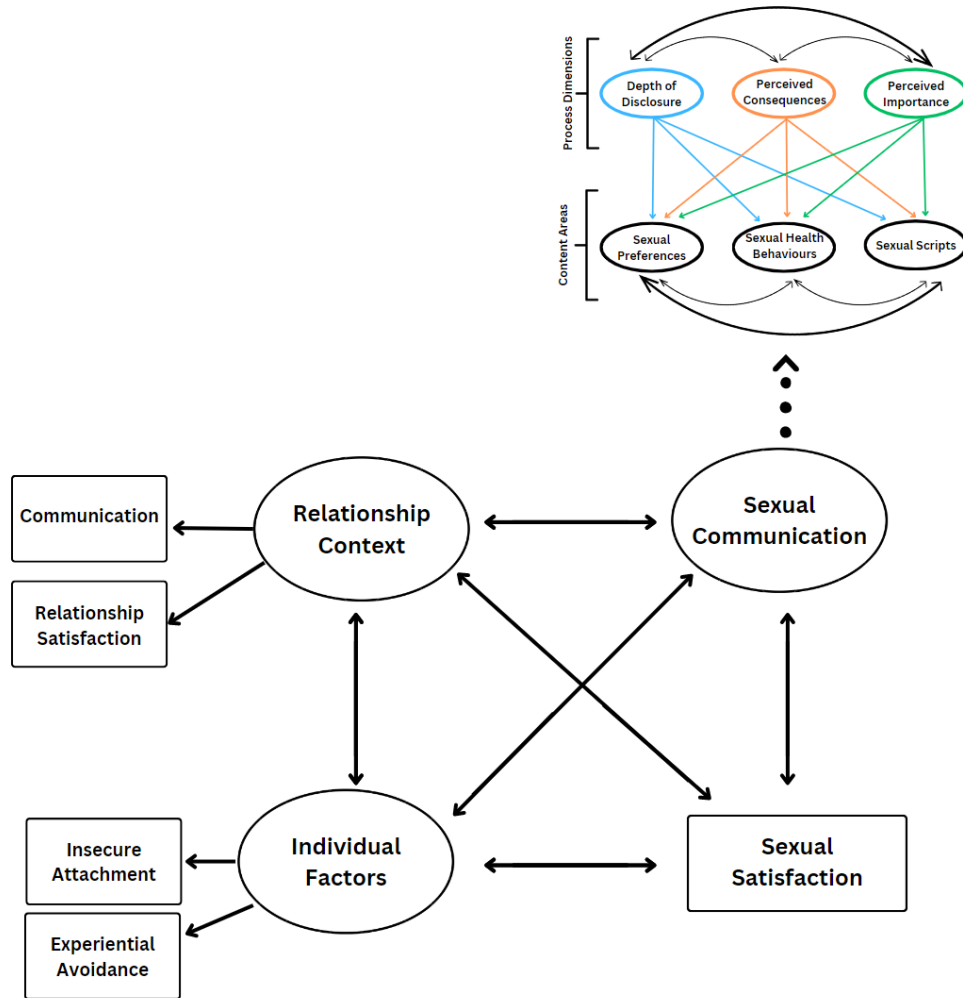 Process Dimensions
Depth of
Disclosure
Perceived
Consequences
Perceived
Importance
Content Areas
Sexual
Preferences
Sexual Health
Behaviours
Sexual Scripts
Communication
Relationship
Context
Sexual
Communication
Relationship
Satisfaction
Insecure
Attachment
Individual
Factors
Sexual
Satisfaction
Experiential
Avoidance